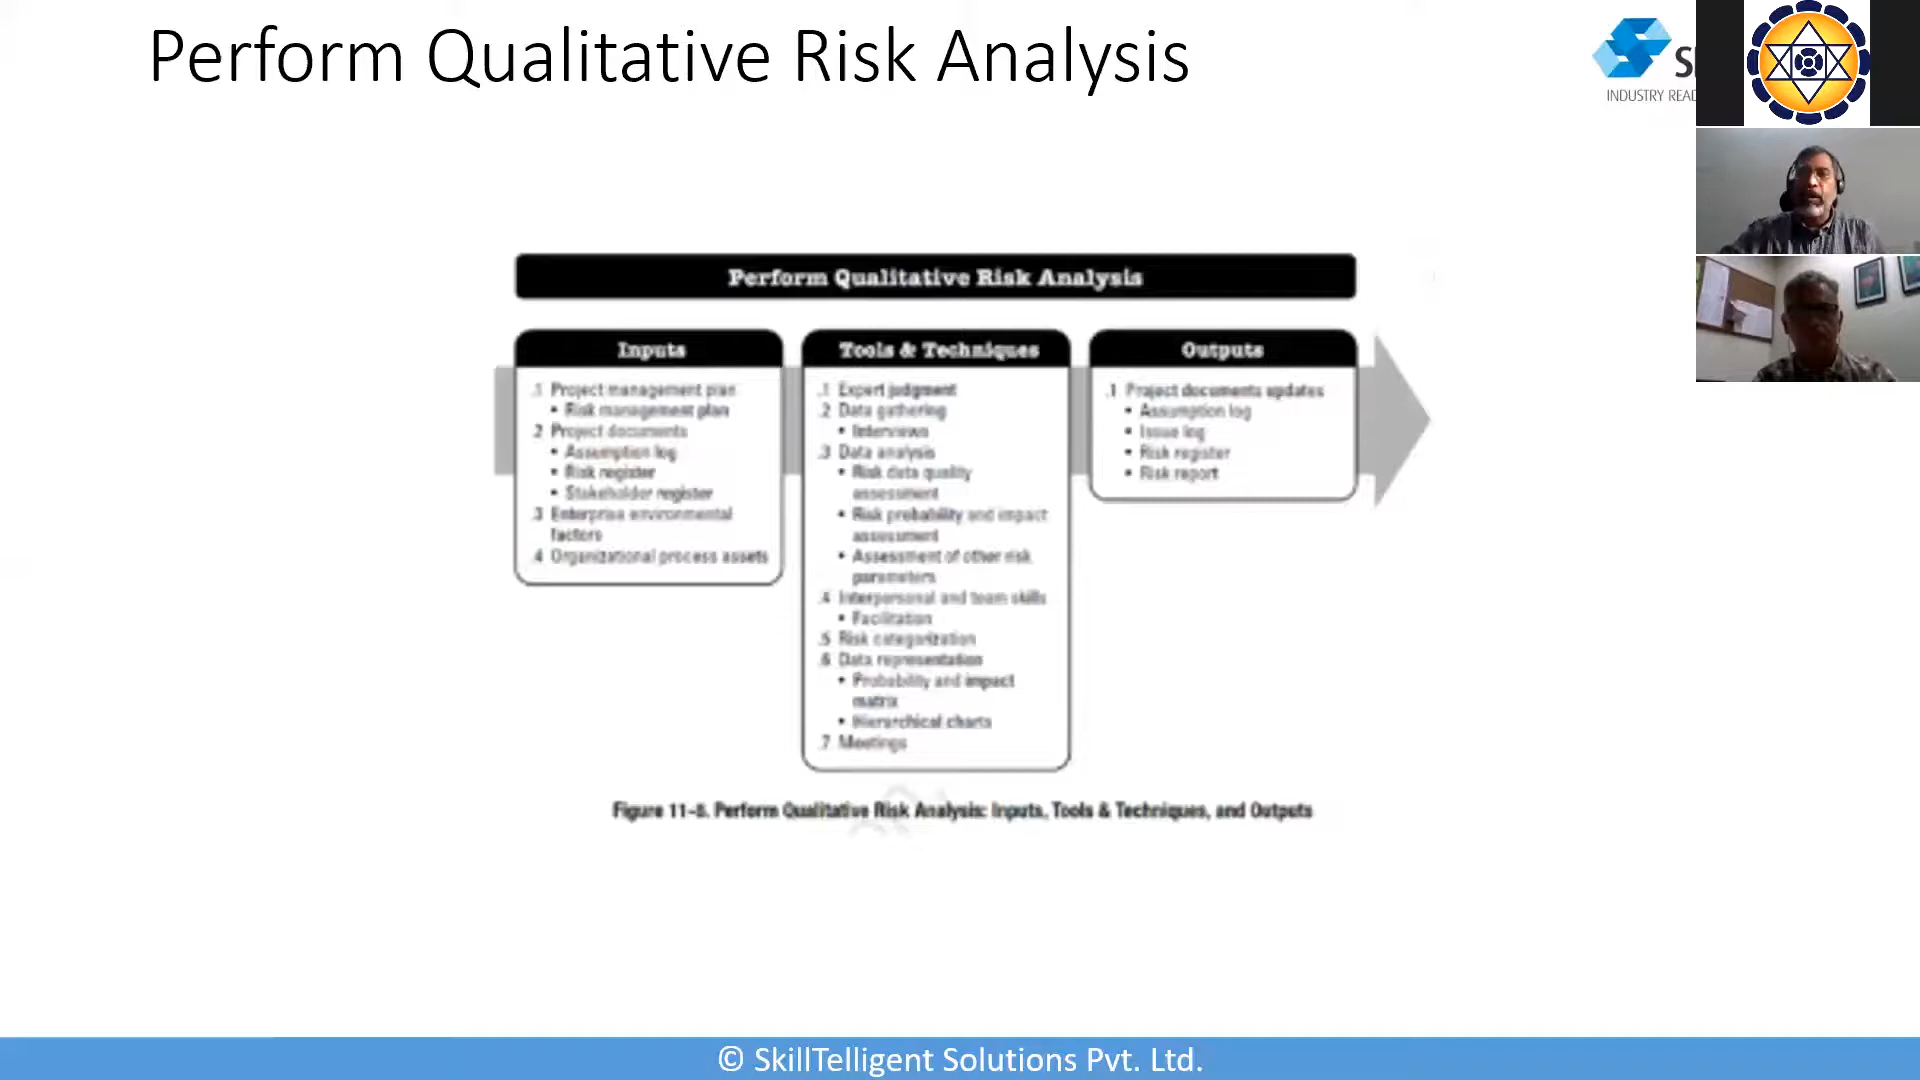 Perform Qualitative Risk Analysis
INDUSTRY
Perform Qualitative Risk Analysis
Inputs
.1 Project management plan
• Risk management plan
.2 Project documents
• Assumption log
• Risk register
• Stakeholder register
.3 Enterprise environmental
factors
.4 Organizational process assets
Tools & Techniques
.1 Expert judgment
.2 Data gathering
• Interviews
.3 Data analysis
• Risk data quality
assessment
• Risk probability and impact
assessment
• Assessment of other risk
parameters
.4 Interpersonal and team skills
• Facilitation
.5 Risk categorization
.6 Data representation
• Probability and impact
matrix
• Hierarchical charts
.7 Meetings
Outputs
.1 Project documents updates
• Assumption log
• Issue log
• Risk register
• Risk report
Figure 11-8. Perform Qualitative Risk Analysis: Inputs, Tools & Techniques, and Outputs
© SkillTelligent Solutions Pvt. Ltd.